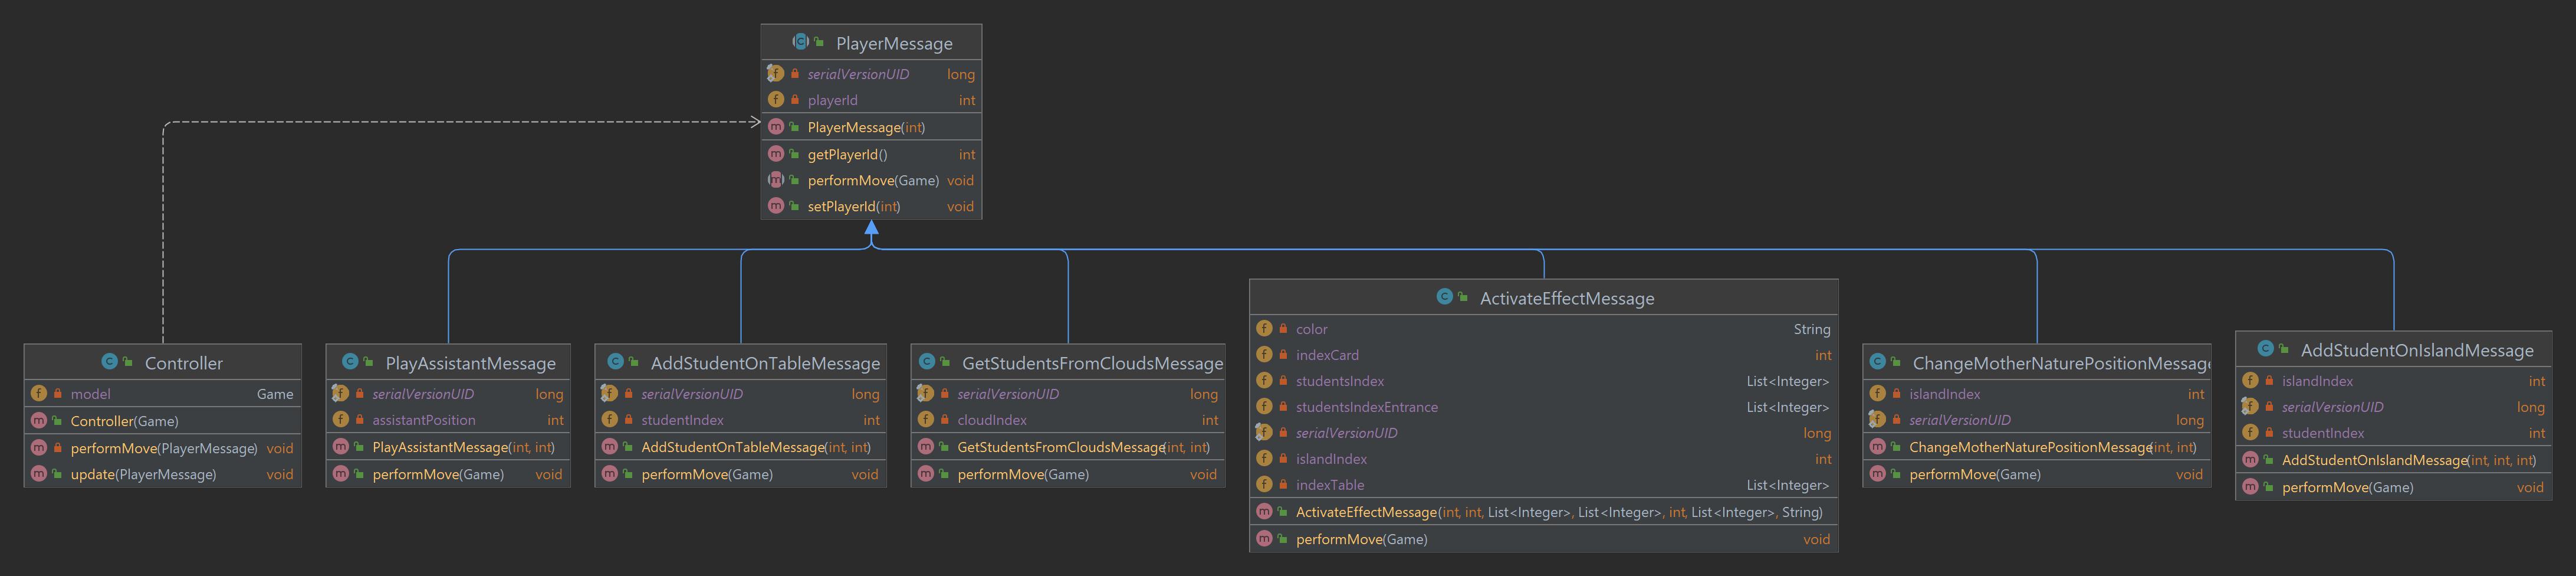 PlayerMessage
serialVersionUID long
playerId int
PlayerMessage(int)
getPlayerId() int
performMove(Game) void
setPlayerId(int) void
Controller
model Game
Controller(Game)
performMove(PlayerMessage) void
update(PlayerMessage) void
PlayAssistantMessage
serialVersionUID long
assistantPosition int
PlayAssistantMessage(int, int)
performMove(Game) void
AddStudentOnTableMessage
serialVersionUID long
studentIndex int
AddStudentOnTableMessage(int, int)
performMove(Game) void
GetStudentsFromCloudsMessage
serialVersionUID long
cloudIndex int
GetStudentsFromCloudsMessage(int, int)
performMove(Game) void
ActivateEffectMessage
color String
indexCard int
studentsIndex List<Integer>
studentsIndexEntrance List<Integer>
serialVersionUID long
islandIndex int
indexTable List<Integer>
ActivateEffectMessage(int, int, List<Integer>, List<Integer>, int, List<Integer>, String)
performMove(Game) void
ChangeMotherNaturePositionMessage
islandIndex int
serialVersionUID long
ChangeMotherNaturePositionMessage(int, int)
performMove(Game) void
AddStudentOnIslandMessage
islandIndex int
serialVersionUID long
studentIndex int
AddStudentOnIslandMessage(int, int, int)
performMove(Game) void